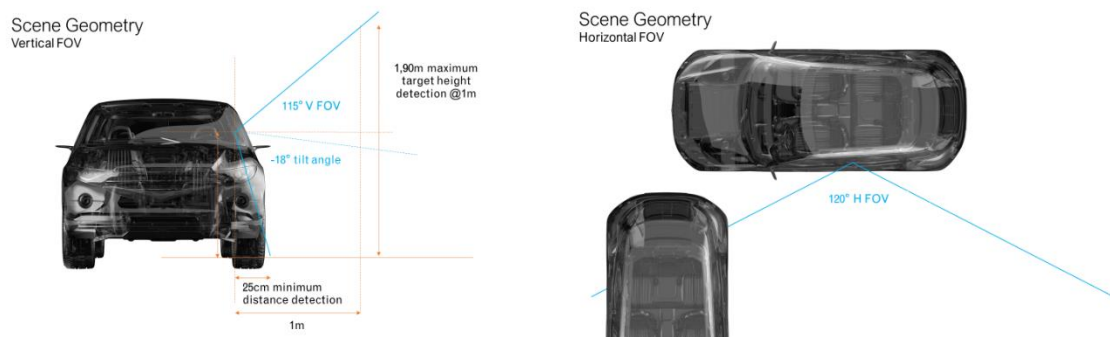 Scene Geometry
Vertical FOV
1,90m maximum
target height
detection @1m
115° V FOV
-18° tilt angle
25cm minimum
distance detection
1m
Scene Geometry
Horizontal FOV
120° H FOV